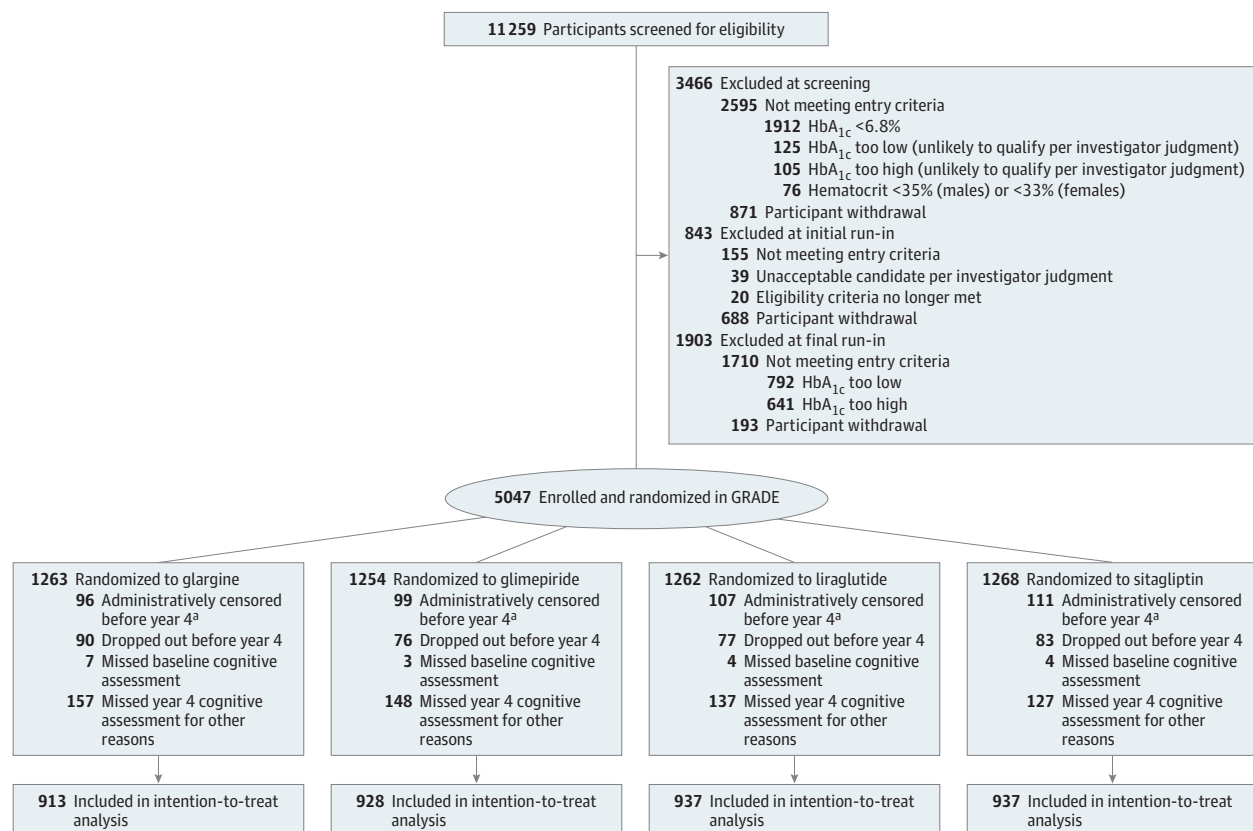 11 259 Participants screened for eligibility
3466 Excluded at screening
2595 Not meeting entry criteria
1912 HbA1c <6.8%
125 HbA1c too low (unlikely to qualify per investigator judgment)
105 HbA1c too high (unlikely to qualify per investigator judgment)
76 Hematocrit <35% (males) or <33% (females)
871 Participant withdrawal
843 Excluded at initial run-in
155 Not meeting entry criteria
39 Unacceptable candidate per investigator judgment
20 Eligibility criteria no longer met
688 Participant withdrawal
1903 Excluded at final run-in
1710 Not meeting entry criteria
792 HbA1c too low
641 HbA1c too high
193 Participant withdrawal
5047 Enrolled and randomized in GRADE
1263 Randomized to glargine
96 Administratively censored
before year 4a
90 Dropped out before year 4
7 Missed baseline cognitive
assessment
157 Missed year 4 cognitive
assessment for other
reasons
1254 Randomized to glimepiride
99 Administratively censored
before year 4a
76 Dropped out before year 4
3 Missed baseline cognitive
assessment
148 Missed year 4 cognitive
assessment for other
reasons
1262 Randomized to liraglutide
107 Administratively censored
before year 4a
77 Dropped out before year 4
4 Missed baseline cognitive
assessment
137 Missed year 4 cognitive
assessment for other
reasons
1268 Randomized to sitagliptin
111 Administratively censored
before year 4a
83 Dropped out before year 4
4 Missed baseline cognitive
assessment
127 Missed year 4 cognitive
assessment for other
reasons
913 Included in intention-to-treat
analysis
928 Included in intention-to-treat
analysis
937 Included in intention-to-treat
analysis
937 Included in intention-to-treat
analysis